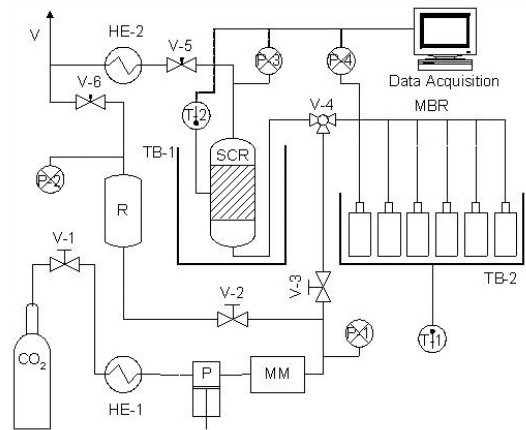 V
HE-2
V-5
P-3
P-4
Data Acquisition
V-6
V-4
MBR
T-2
TB-1
SCR
P-2
R
V-1
V-2
V-3
TB-2
P-1
T-1
CO2
P
MM
HE-1